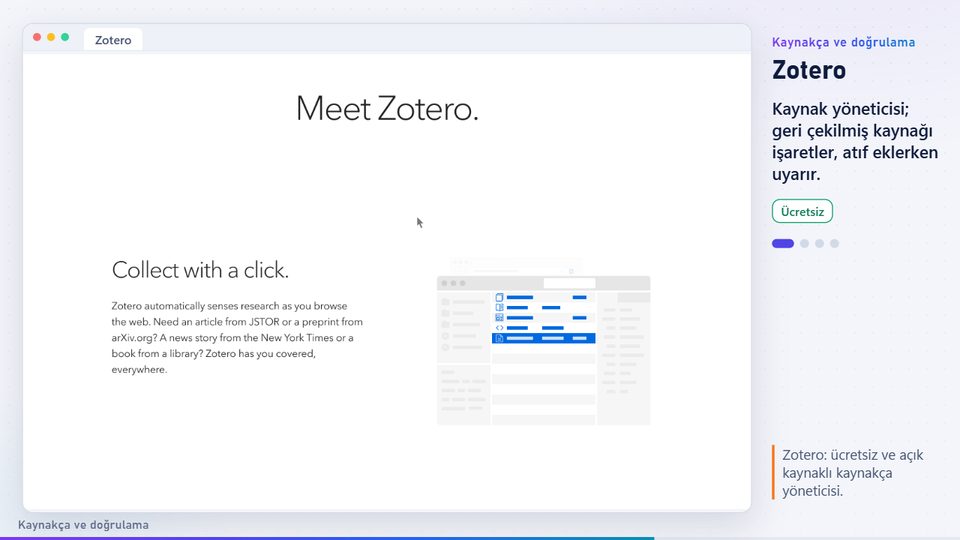 Zotero
Meet Zotero.
Collect with a click.
Zotero automatically senses research as you browse
the web. Need an article from JSTOR or a preprint from
arXiv.org? A news story from the New York Times or a
book from a library? Zotero has you covered,
everywhere.
Kaynakça ve doğrulama
Zotero
Kaynak yöneticisi;
geri çekilmiş kaynağı
işaretler, atıf eklerken
uyarır.
Ücretsiz
Zotero: ücretsiz ve açık
kaynaklı kaynakça
yöneticisi.
Kaynakça ve doğrulama